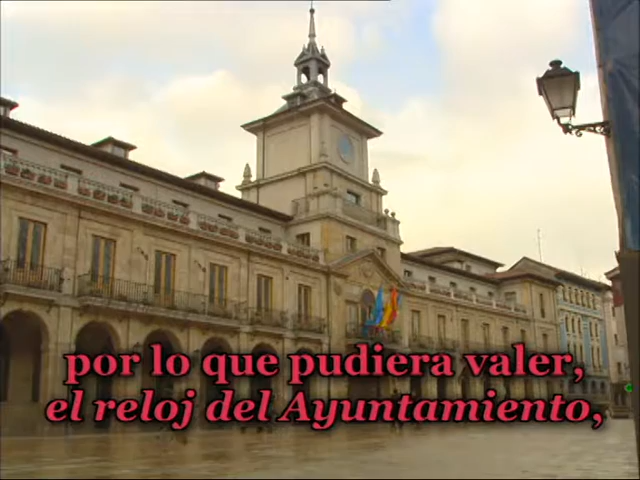 por lo que pudiera valer,
el reloj del Ayuntamiento,